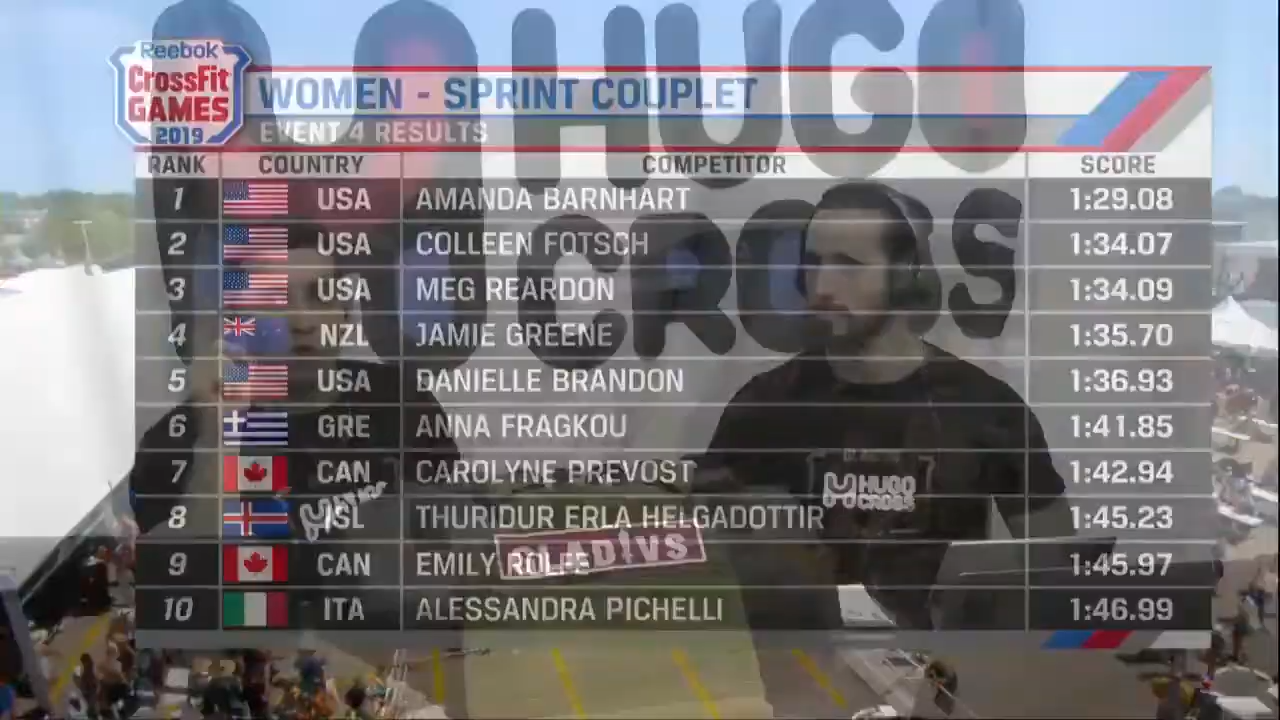 HUGO
CROSS
Reebok
CrossFit
GAMES
2019
WOMEN - SPRINT COUPLET
EVENT 4 RESULTS
RANK COUNTRY COMPETITOR SCORE
1 USA AMANDA BARNHART 1:29.08
2 USA COLLEEN FOTSCH 1:34.07
3 USA MEG REARDON 1:34.09
4 NZL JAMIE GREENE 1:35.70
5 USA DANIELLE BRANDON 1:36.93
6 GRE ANNA FRAGKOU 1:41.85
7 CAN CAROLYNE PREVOST 1:42.94
8 ISL THURIDUR ERLA HELGADOTTIR 1:45.23
9 CAN EMILY ROLFE 1:45.97
10 ITA ALESSANDRA PICHELLI 1:46.99
HUGO
CROSS